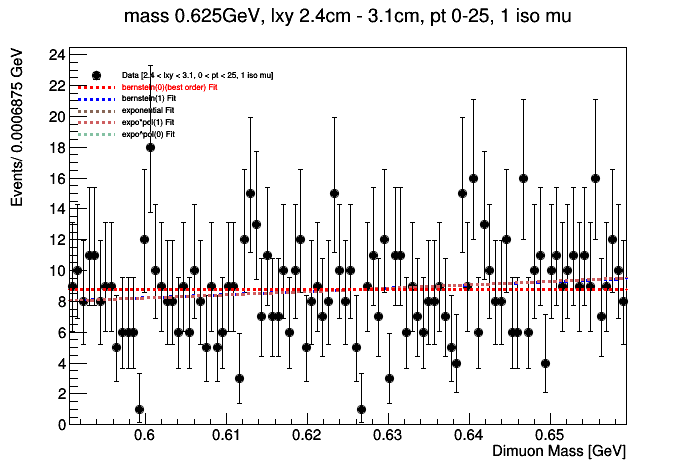 mass 0.625GeV, lxy 2.4cm - 3.1cm, pt 0-25, 1 iso mu
Events/ 0.0006875 GeV
24
22
20
18
16
14
12
10
8
6
4
2
0
Data [2.4 < lxy < 3.1, 0 < pt < 25, 1 iso mu]
bernstein(0)(best order) Fit
bernstein(1) Fit
exponential Fit
expo*pol(1) Fit
expo*pol(0) Fit
0.6 0.61 0.62 0.63 0.64 0.65
Dimuon Mass [GeV]